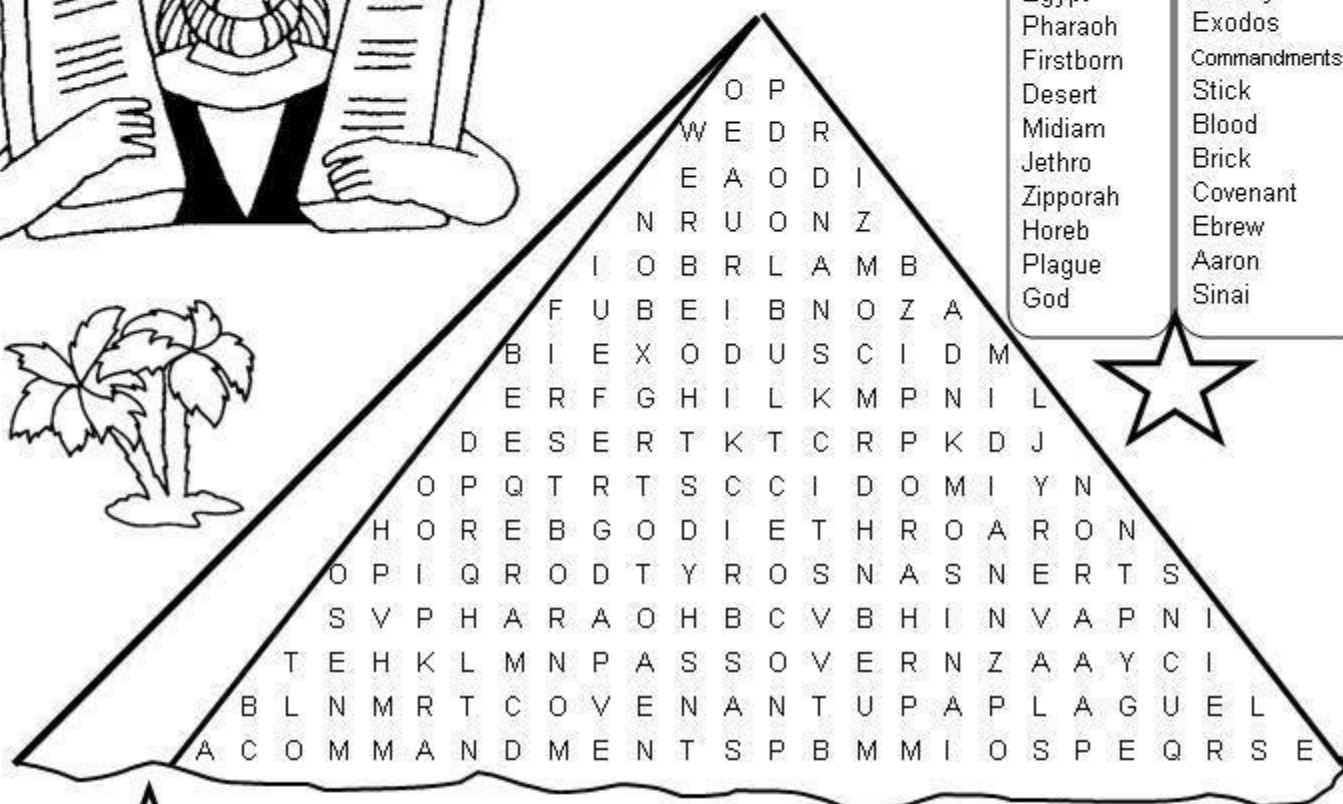 Pharaoh
Firstborn
Desert
Midiam
Jethro
Zipporah
Horeb
Plague
God
Exodos
Commandments
Stick
Blood
Brick
Covenant
Ebrew
Aaron
Sinai
O P
W E D R
E A O D I
N R U O N Z
I O B R L A M B
F U B E I B N O Z A
B I E X O D U S C I D M
E R F G H I L K M P N I L
D E S E R T K T C R P K D J
O P Q T R T S C C I D O M I Y N
H O R E B G O D I E T H R O A R O N
O P I Q R O D T Y R O S N A S N E R T S
S V P H A R A O H B C V B H I N V A P N I
T E H K L M N P A S S O V E R N Z A A Y C I
B L N M R T C O V E N A N T U P A P L A G U E L
A C O M M A N D M E N T S P B M M I O S P E Q R S E